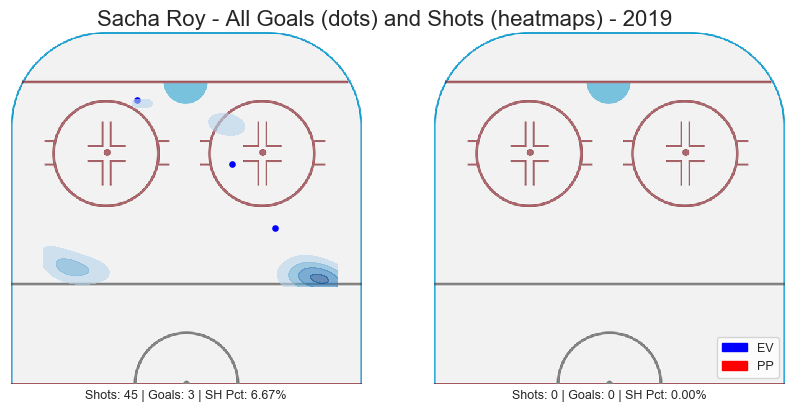 Sacha Roy - All Goals (dots) and Shots (heatmaps) - 2019
EV
PP
Shots: 45 | Goals: 3 | SH Pct: 6.67%
Shots: 0 | Goals: 0 | SH Pct: 0.00%